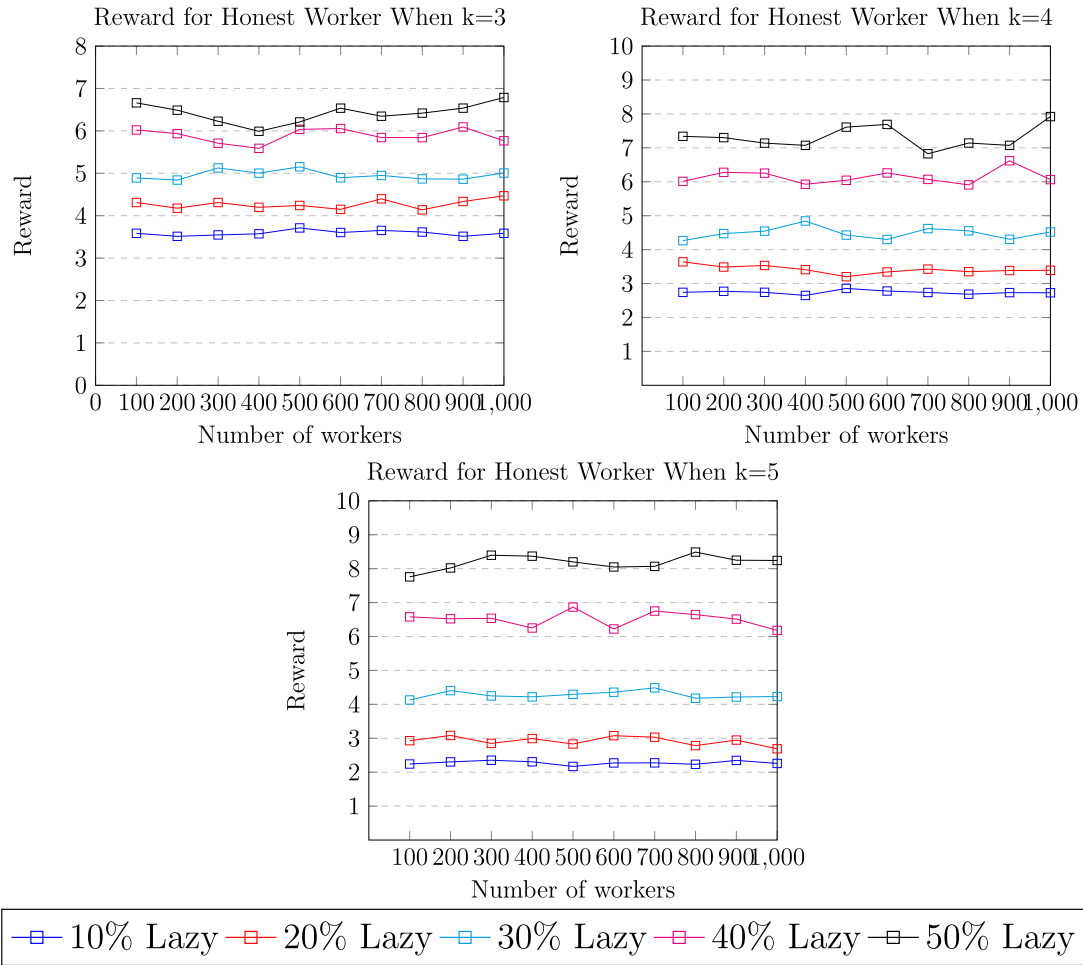 Reward for Honest Worker When k=3
8
7
6
5
4
3
2
1
0
Reward
0 100 200 300 400 500 600 700 800 900 1,000
Number of workers
Reward for Honest Worker When k=4
10
9
8
7
6
5
4
3
2
1
Reward
100 200 300 400 500 600 700 800 900 1,000
Number of workers
Reward for Honest Worker When k=5
10
9
8
7
6
5
4
3
2
1
Reward
100 200 300 400 500 600 700 800 900 1,000
Number of workers
10% Lazy 20% Lazy 30% Lazy 40% Lazy 50% Lazy